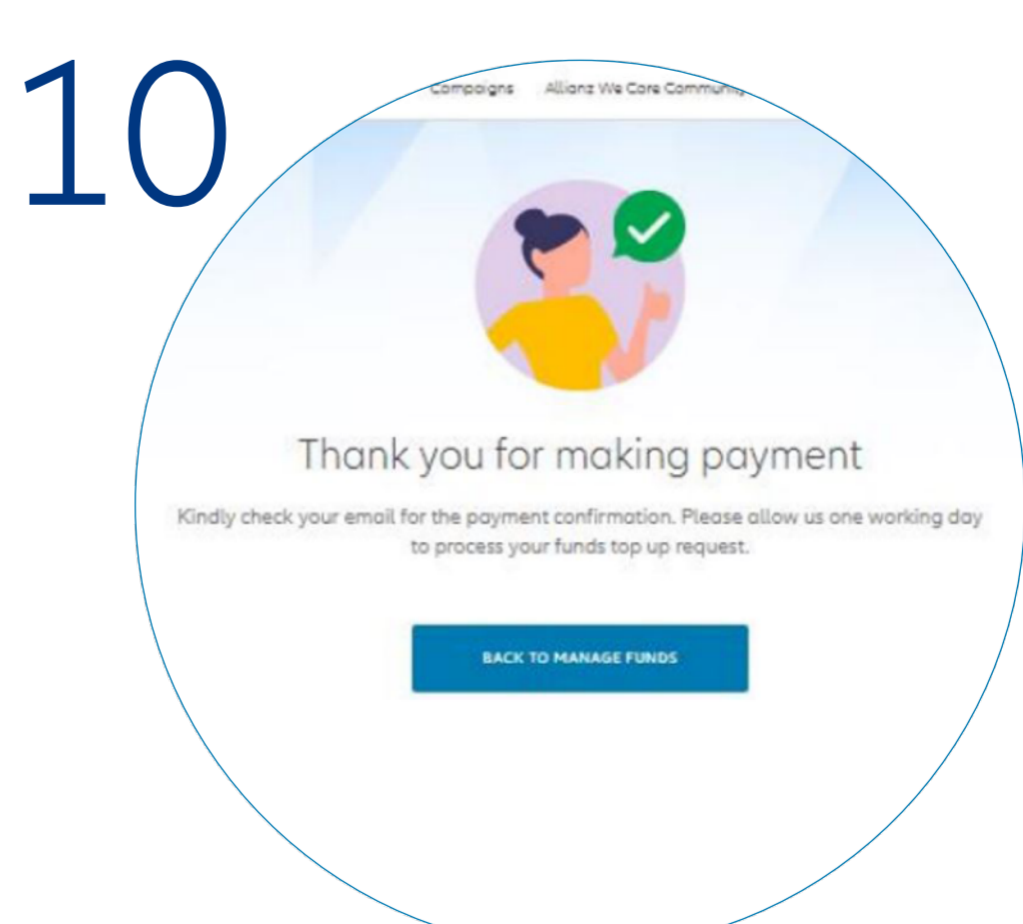 10
Campaigns Allianz We Care Community
Thank you for making payment
Kindly check your email for the payment confirmation. Please allow us one working day
to process your funds top up request.
BACK TO MANAGE FUNDS